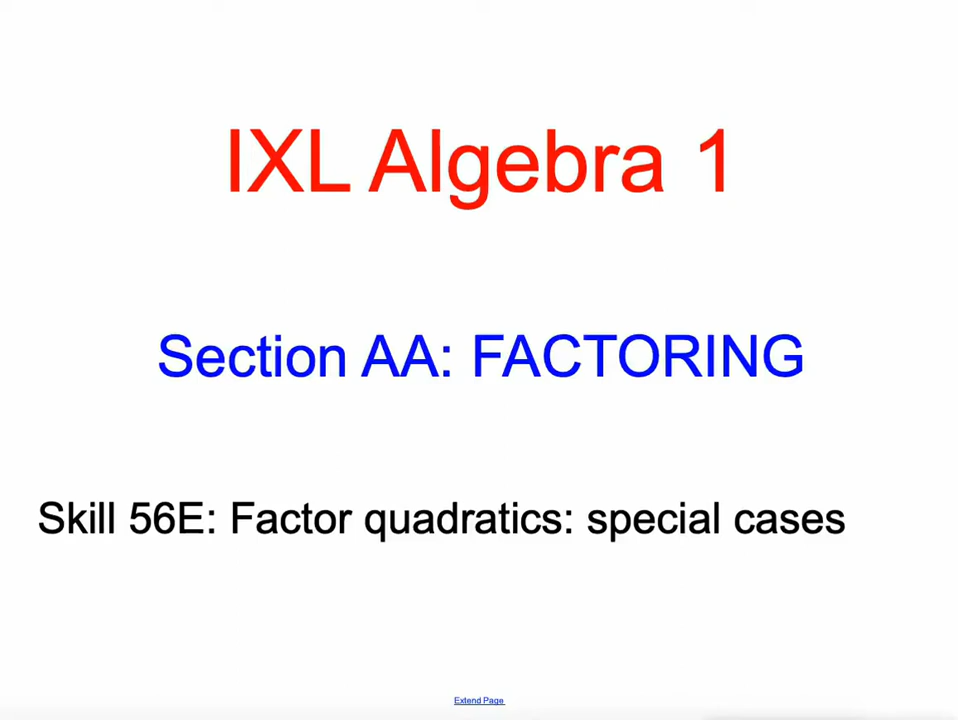 IXL Algebra 1
Section AA: FACTORING
Skill 56E: Factor quadratics: special cases
Extend Page